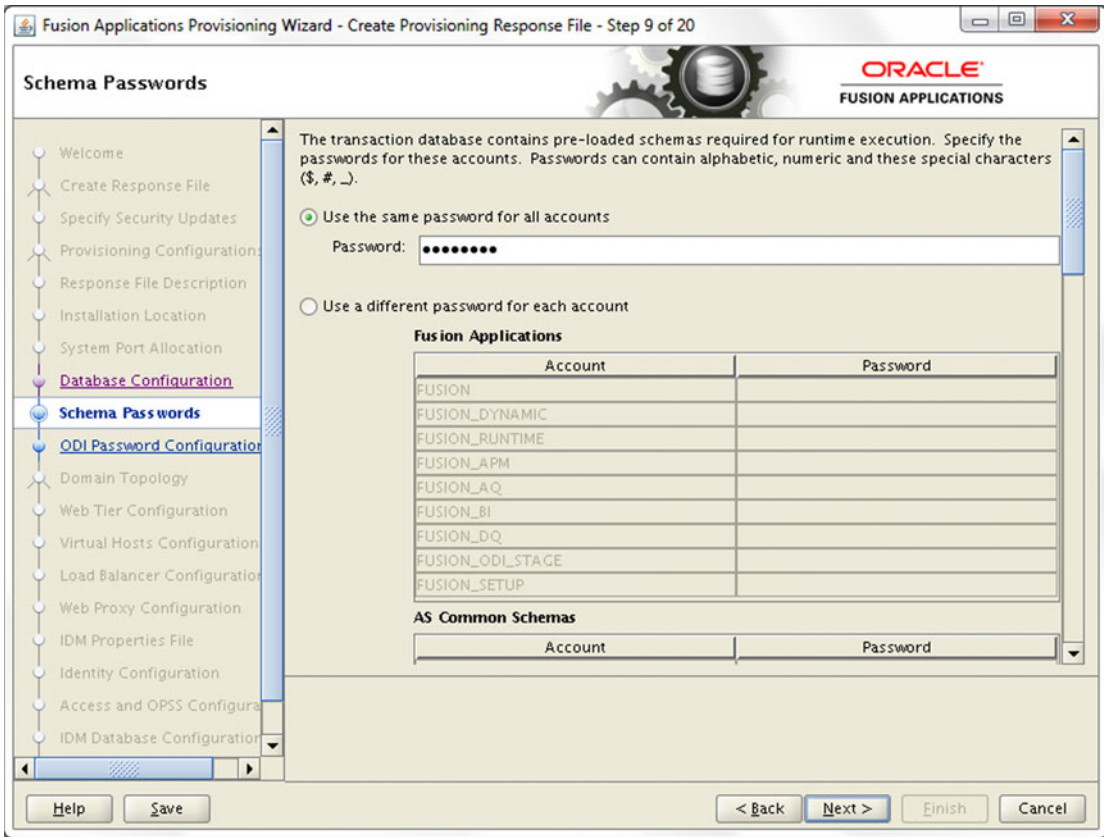 Fusion Applications Provisioning Wizard - Create Provisioning Response File - Step 9 of 20
Schema Passwords
ORACLE
FUSION APPLICATIONS
Welcome
Create Response File
Specify Security Updates
Provisioning Configurations
Response File Description
Installation Location
System Port Allocation
Database Configuration
Schema Passwords
ODI Password Configuration
Domain Topology
Web Tier Configuration
Virtual Hosts Configuration
Load Balancer Configuration
Web Proxy Configuration
IDM Properties File
Identity Configuration
Access and OPSS Configura
IDM Database Configuration
The transaction database contains pre-loaded schemas required for runtime execution. Specify the
passwords for these accounts. Passwords can contain alphabetic, numeric and these special characters
($, #, _).
Use the same password for all accounts
Password: ••••••••
Use a different password for each account
Fusion Applications
Account Password
FUSION
FUSION_DYNAMIC
FUSION_RUNTIME
FUSION_APM
FUSION_AQ
FUSION_BI
FUSION_DQ
FUSION_ODI_STAGE
FUSION_SETUP
AS Common Schemas
Account Password
Help Save < Back Next > Finish Cancel